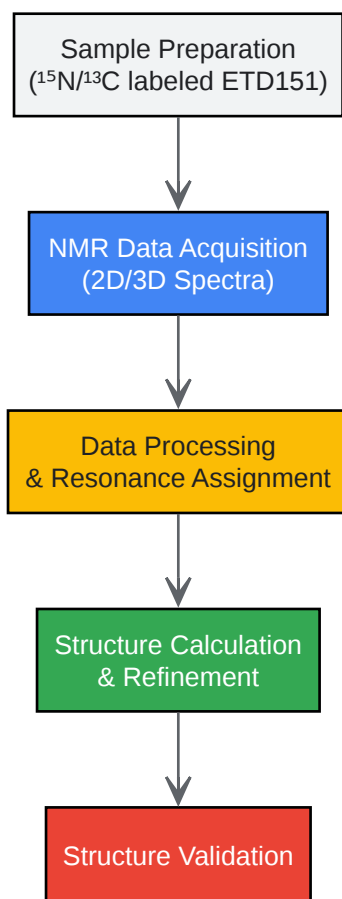 Sample Preparation
(¹⁵N/¹³C labeled ETD151)
NMR Data Acquisition
(2D/3D Spectra)
Data Processing
& Resonance Assignment
Structure Calculation
& Refinement
Structure Validation